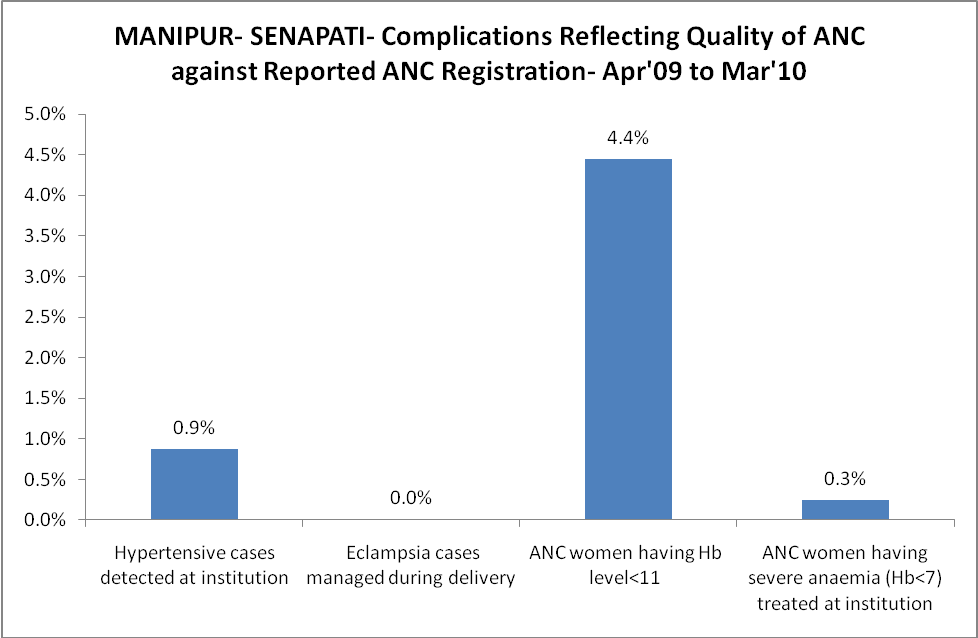 MANIPUR- SENAPATI- Complications Reflecting Quality of ANC
against Reported ANC Registration- Apr'09 to Mar'10
5.0%
4.5%
4.0%
3.5%
3.0%
2.5%
2.0%
1.5%
1.0%
0.5%
0.0%
0.9%
0.0%
4.4%
0.3%
Hypertensive cases
detected at institution
Eclampsia cases
managed during delivery
ANC women having Hb
level<11
ANC women having
severe anaemia (Hb<7)
treated at institution